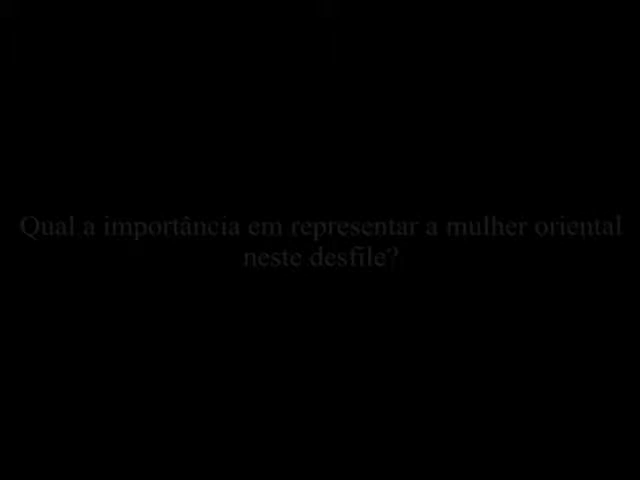 Qual a importância em representar a mulher oriental
neste desfile?